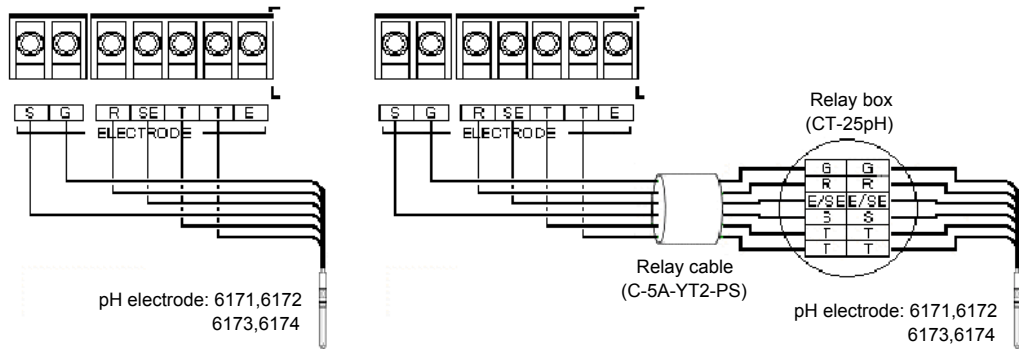 S G R SE T T E
ELECTRODE
pH electrode: 6171,6172
6173,6174
S G R SE T T E
ELECTRODE
Relay box
(CT-25pH)
G G
R R
E/SE E/SE
S S
T T
T T
Relay cable
(C-5A-YT2-PS)
pH electrode: 6171,6172
6173,6174